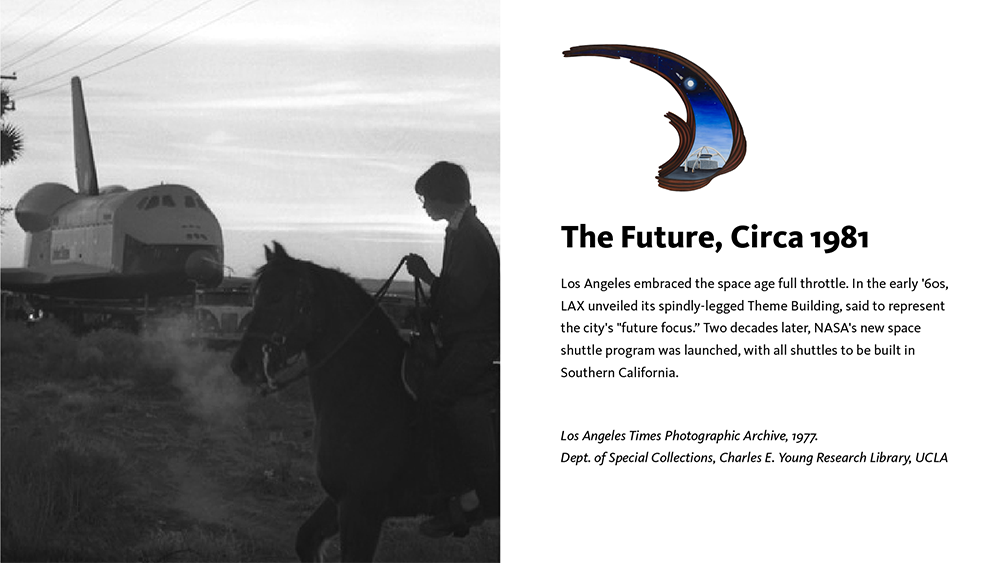 The Future, Circa 1981
Los Angeles embraced the space age full throttle. In the early '60s,
LAX unveiled its spindly-legged Theme Building, said to represent
the city's "future focus." Two decades later, NASA's new space
shuttle program was launched, with all shuttles to be built in
Southern California.
Los Angeles Times Photographic Archive, 1977.
Dept. of Special Collections, Charles E. Young Research Library, UCLA